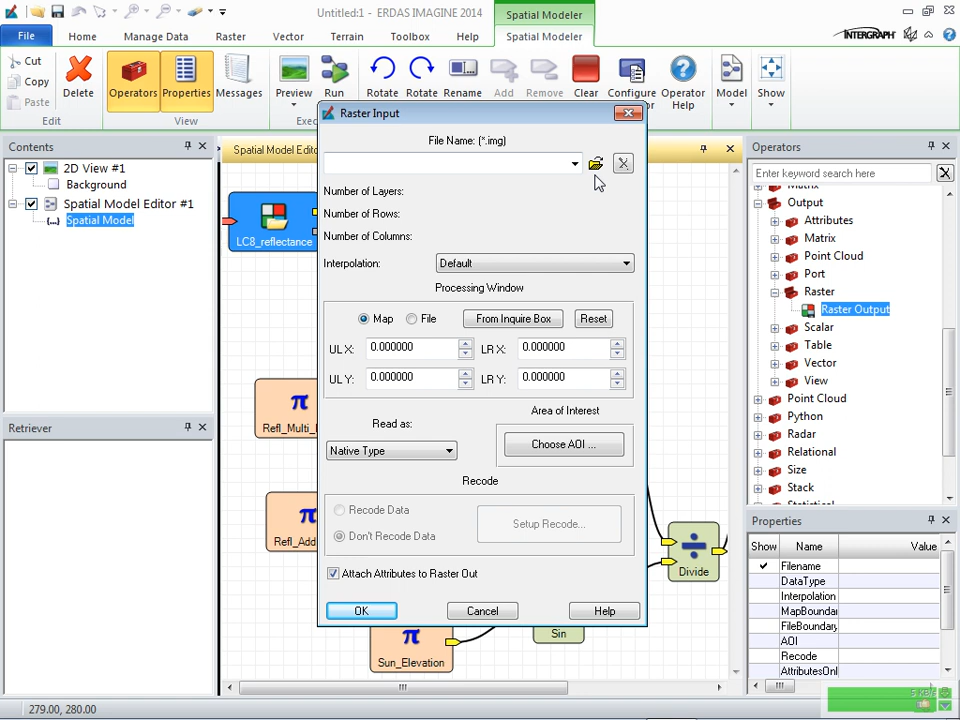 Untitled:1 - ERDAS IMAGINE 2014
Spatial Modeler
File
Home
Manage Data
Raster
Vector
Terrain
Toolbox
Help
Spatial Modeler
INTERGRAPH
Cut
Copy
Paste
Delete
Operators
Properties
Messages
Preview
Run
Rotate
Rotate
Rename
Add
Remove
Clear
Configure
Operator
Help
Model
Show
Edit
View
Contents
2D View #1
Background
Spatial Model Editor #1
Spatial Model
Retriever
LC8_reflectance
Sun_Elevation
Sin
Divide
Raster Input
File Name: (*.img)
Number of Layers:
Number of Rows:
Number of Columns:
Interpolation:
Default
Processing Window
Map
File
From Inquire Box
Reset
UL X:
0.000000
LR X:
0.000000
UL Y:
0.000000
LR Y:
0.000000
Read as:
Native Type
Area of Interest
Choose AOI ...
Recode
Recode Data
Don't Recode Data
Setup Recode...
Attach Attributes to Raster Out
OK
Cancel
Help
Operators
Enter keyword search here
Matrix
Output
Attributes
Matrix
Point Cloud
Port
Raster
Raster Output
Scalar
Table
Vector
View
Point Cloud
Python
Radar
Relational
Size
Stack
Properties
Show
Name
Value
Filename
DataType
Interpolation
MapBoundar
FileBoundary
AOI
Recode
AttributesOnl
279.00, 280.00